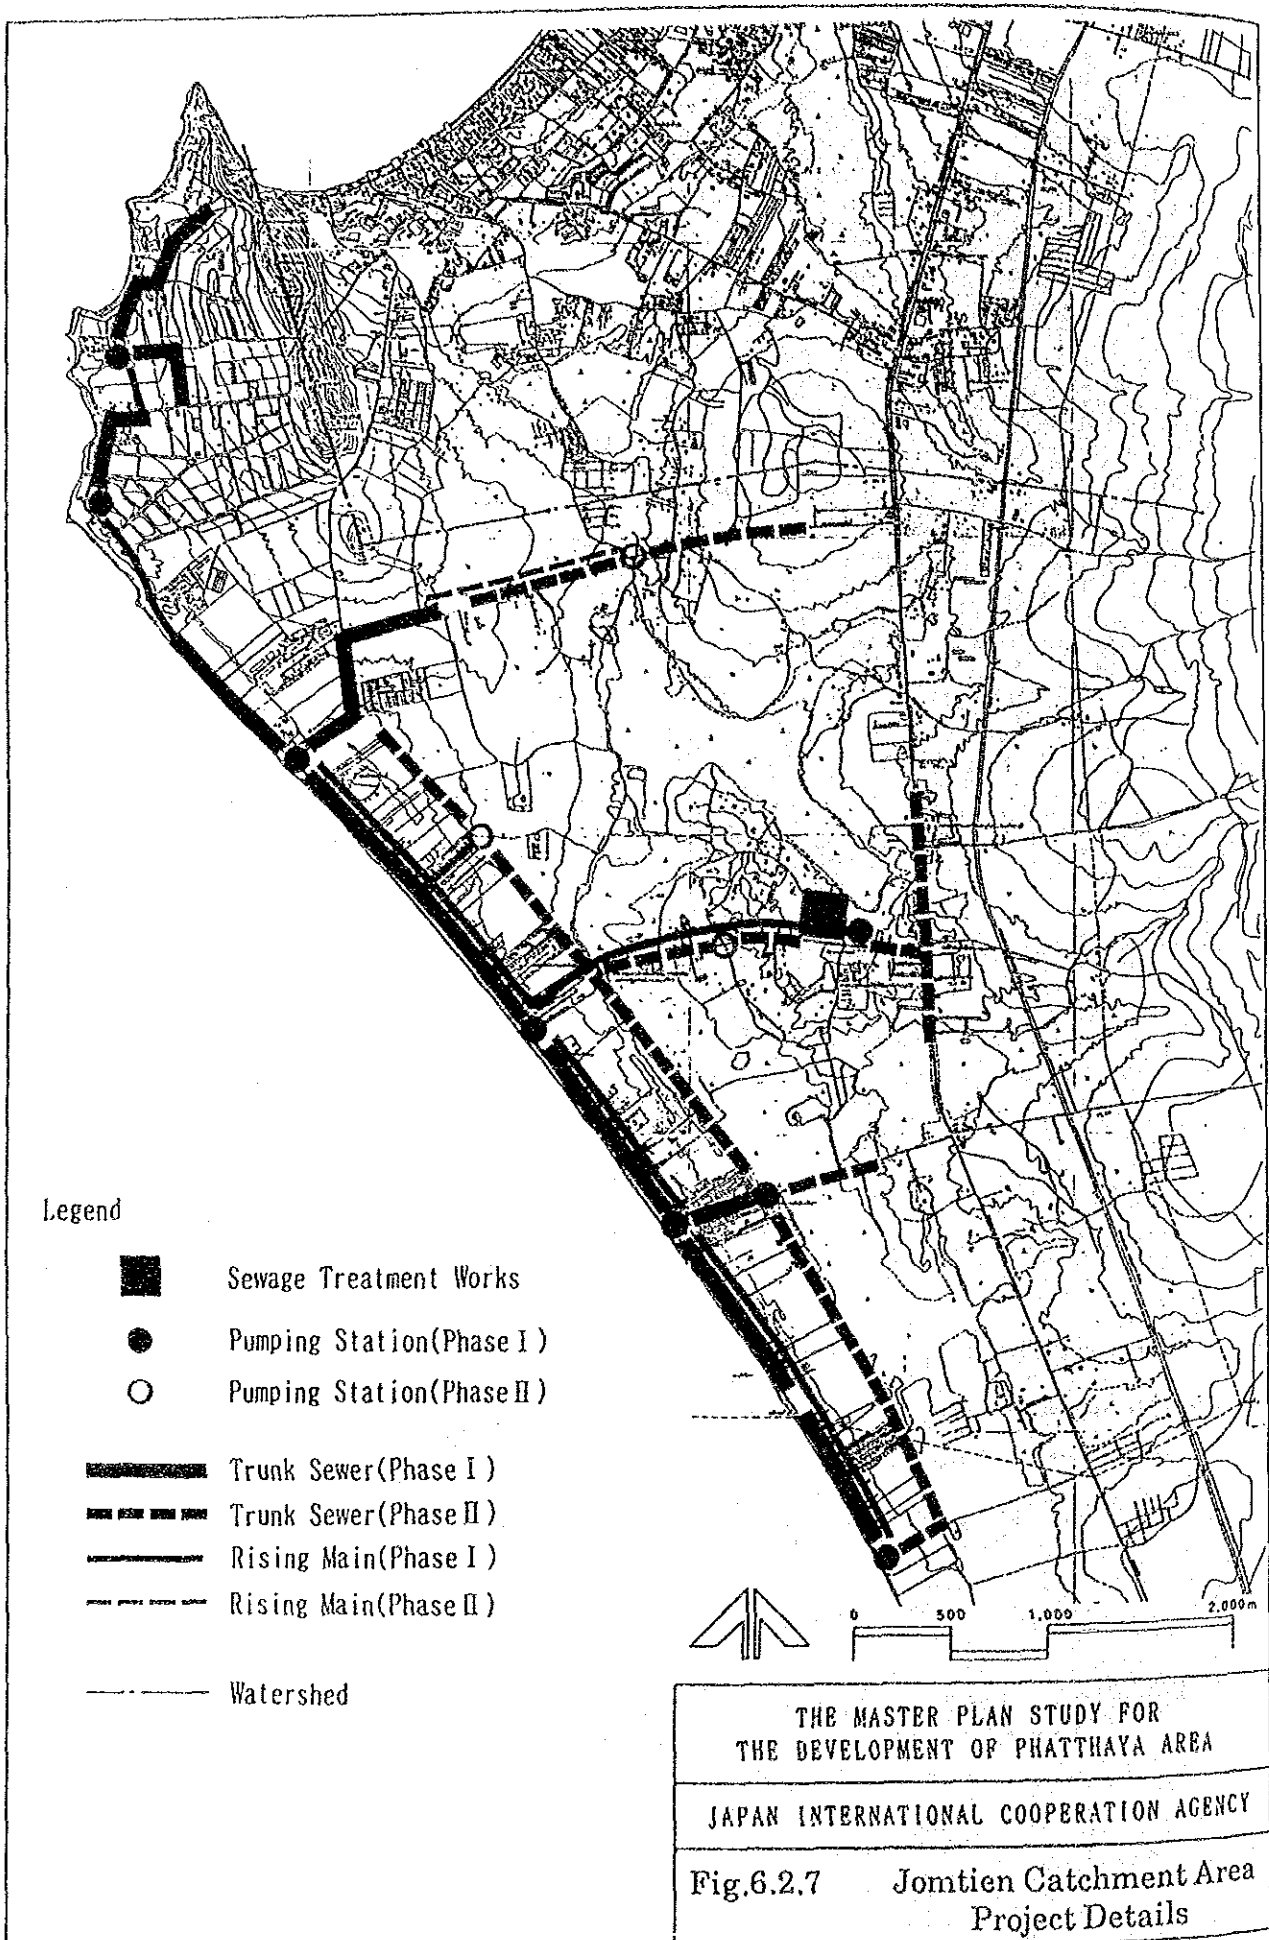 Legend
Sewage Treatment Works
Pumping Station(Phase I)
Pumping Station(Phase II)
Trunk Sewer(Phase I)
Trunk Sewer(Phase II)
Rising Main(Phase I)
Rising Main(Phase II)
Watershed
0 500 1,000 2,000m
THE MASTER PLAN STUDY FOR
THE DEVELOPMENT OF PHATTHAYA AREA
JAPAN INTERNATIONAL COOPERATION AGENCY
Fig.6.2.7 Jomtien Catchment Area
Project Details